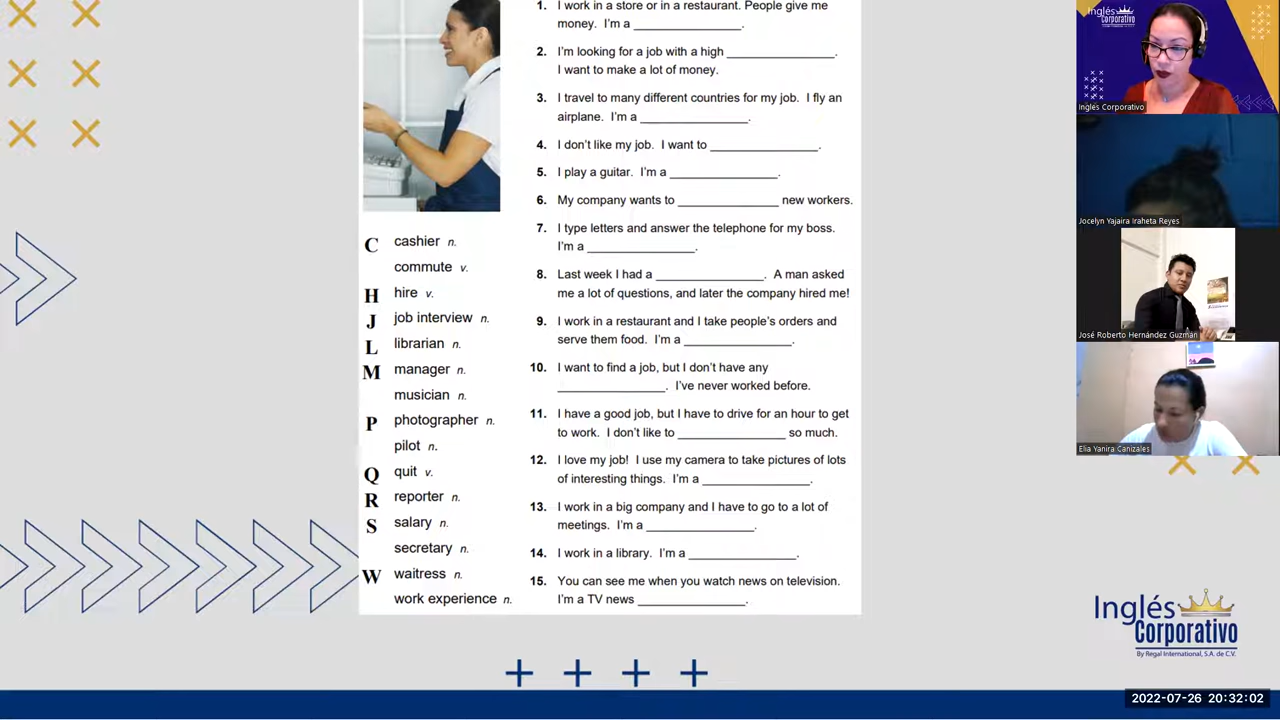 1. I work in a store or in a restaurant. People give me
money. I'm a ________________.
2. I'm looking for a job with a high ________________.
I want to make a lot of money.
3. I travel to many different countries for my job. I fly an
airplane. I'm a ________________.
4. I don't like my job. I want to ________________.
5. I play a guitar. I'm a ________________.
6. My company wants to _______________ new workers.
7. I type letters and answer the telephone for my boss.
I'm a ________________.
8. Last week I had a ________________. A man asked
me a lot of questions, and later the company hired me!
9. I work in a restaurant and I take people's orders and
serve them food. I'm a ________________.
10. I want to find a job, but I don't have any
________________. I've never worked before.
11. I have a good job, but I have to drive for an hour to get
to work. I don't like to ________________ so much.
12. I love my job! I use my camera to take pictures of lots
of interesting things. I'm a ________________.
13. I work in a big company and I have to go to a lot of
meetings. I'm a ________________.
14. I work in a library. I'm a ________________.
15. You can see me when you watch news on television.
I'm a TV news ________________.
C cashier n.
commute v.
H hire v.
J job interview n.
L librarian n.
M manager n.
musician n.
P photographer n.
pilot n.
Q quit v.
R reporter n.
S salary n.
secretary n.
W waitress n.
work experience n.
Inglés
Corporativo
Inglés Corporativo
Jocelyn Yajaira Iraheta Reyes
José Roberto Hernández Guzmán
Elia Yanira Canizales
Inglés
Corporativo
By Regal International, S.A. de C.V.
2022-07-26 20:32:02